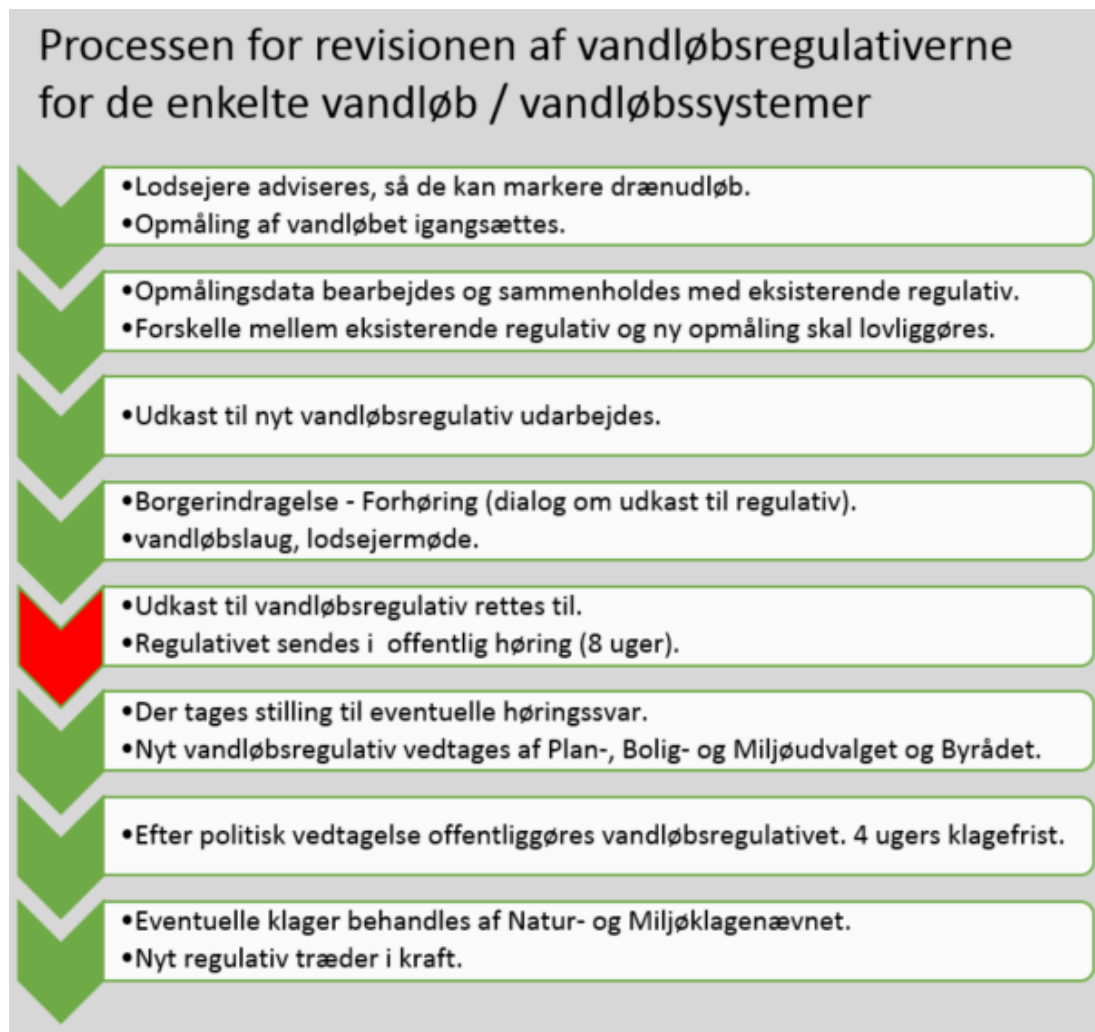 Processen for revisionen af vandløbsregulativerne
for de enkelte vandløb / vandløbssystemer
•Lodsejere adviseres, så de kan markere drænudløb.
•Opmåling af vandløbet igangsættes.
•Opmålingsdata bearbejdes og sammenholdes med eksisterende regulativ.
•Forskelle mellem eksisterende regulativ og ny opmåling skal lovliggøres.
•Udkast til nyt vandløbsregulativ udarbejdes.
•Borgerindragelse - Forhøring (dialog om udkast til regulativ).
•vandløbslaug, lodsejermøde.
•Udkast til vandløbsregulativ rettes til.
•Regulativet sendes i  offentlig høring (8 uger).
•Der tages stilling til eventuelle høringssvar.
•Nyt vandløbsregulativ vedtages af Plan-, Bolig- og Miljøudvalget og Byrådet.
•Efter politisk vedtagelse offentliggøres vandløbsregulativet. 4 ugers klagefrist.
•Eventuelle klager behandles af Natur- og Miljøklagenævnet.
•Nyt regulativ træder i kraft.